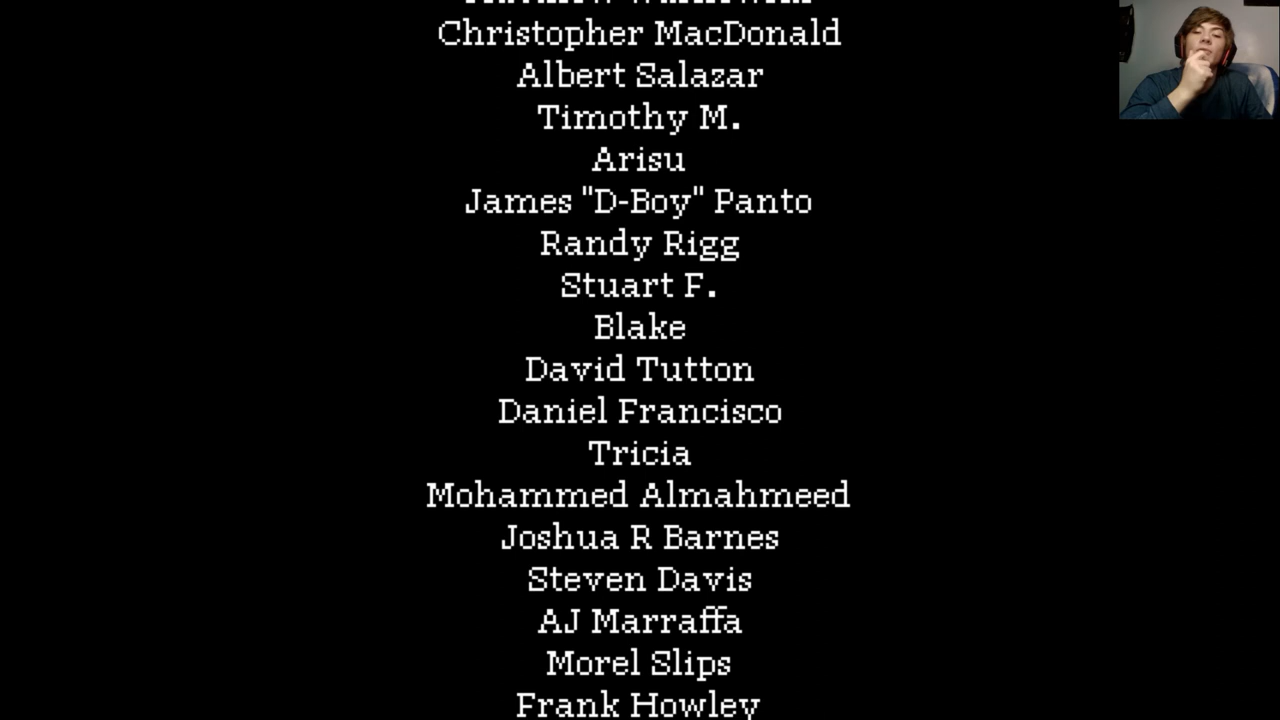 Christopher MacDonald
Albert Salazar
Timothy M.
Arisu
James "D-Boy" Panto
Randy Rigg
Stuart F.
Blake
David Tutton
Daniel Francisco
Tricia
Mohammed Almahmeed
Joshua R Barnes
Steven Davis
AJ Marraffa
Morel Slips
Frank Howley